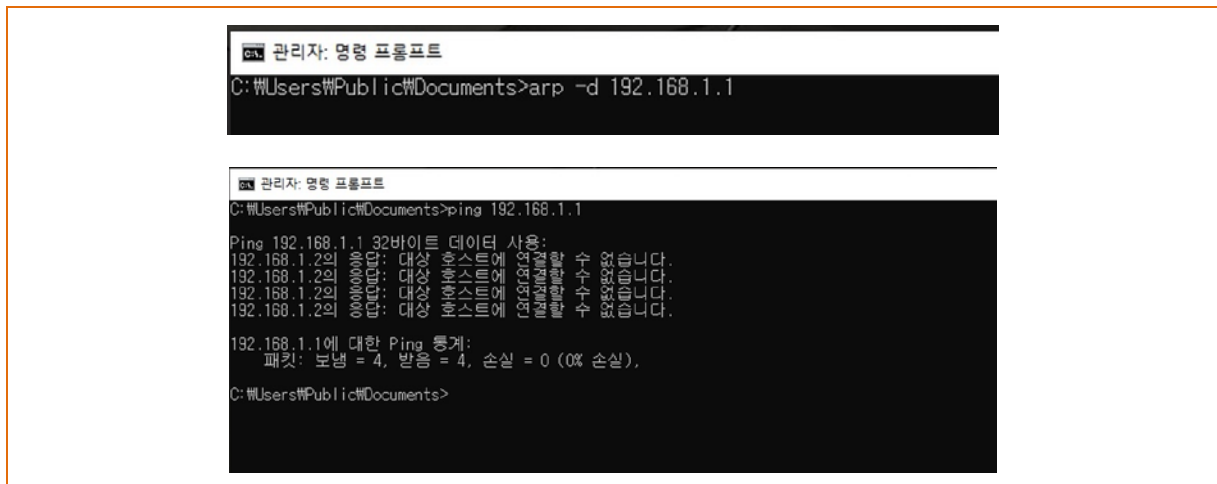 관리자: 명령 프롬프트
C:₩Users₩Public₩Documents>arp -d 192.168.1.1
관리자: 명령 프롬프트
C:₩Users₩Public₩Documents>ping 192.168.1.1
Ping 192.168.1.1 32바이트 데이터 사용:
192.168.1.2의 응답: 대상 호스트에 연결할 수 없습니다.
192.168.1.2의 응답: 대상 호스트에 연결할 수 없습니다.
192.168.1.2의 응답: 대상 호스트에 연결할 수 없습니다.
192.168.1.2의 응답: 대상 호스트에 연결할 수 없습니다.
192.168.1.1에 대한 Ping 통계:
패킷: 보냄 = 4, 받음 = 4, 손실 = 0 (0% 손실),
C:₩Users₩Public₩Documents>